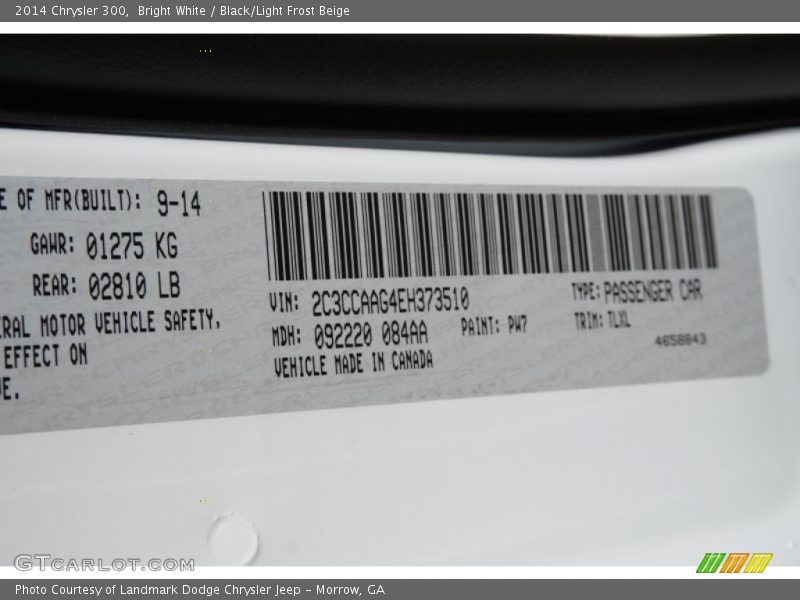 2014 Chrysler 300, Bright White / Black/Light Frost Beige
E OF MFR(BUILT): 9-14
GAWR: 01275 KG
REAR: 02810 LB
ERAL MOTOR VEHICLE SAFETY,
EFFECT ON
VE.
VIN: 2C3CCAAG4EH373510
TYPE: PASSENGER CAR
MDH: 092220 084AA
PAINT: PW7
TRIM: TLXL
VEHICLE MADE IN CANADA
4658843
GTCARLOT.COM
Photo Courtesy of Landmark Dodge Chrysler Jeep - Morrow, GA